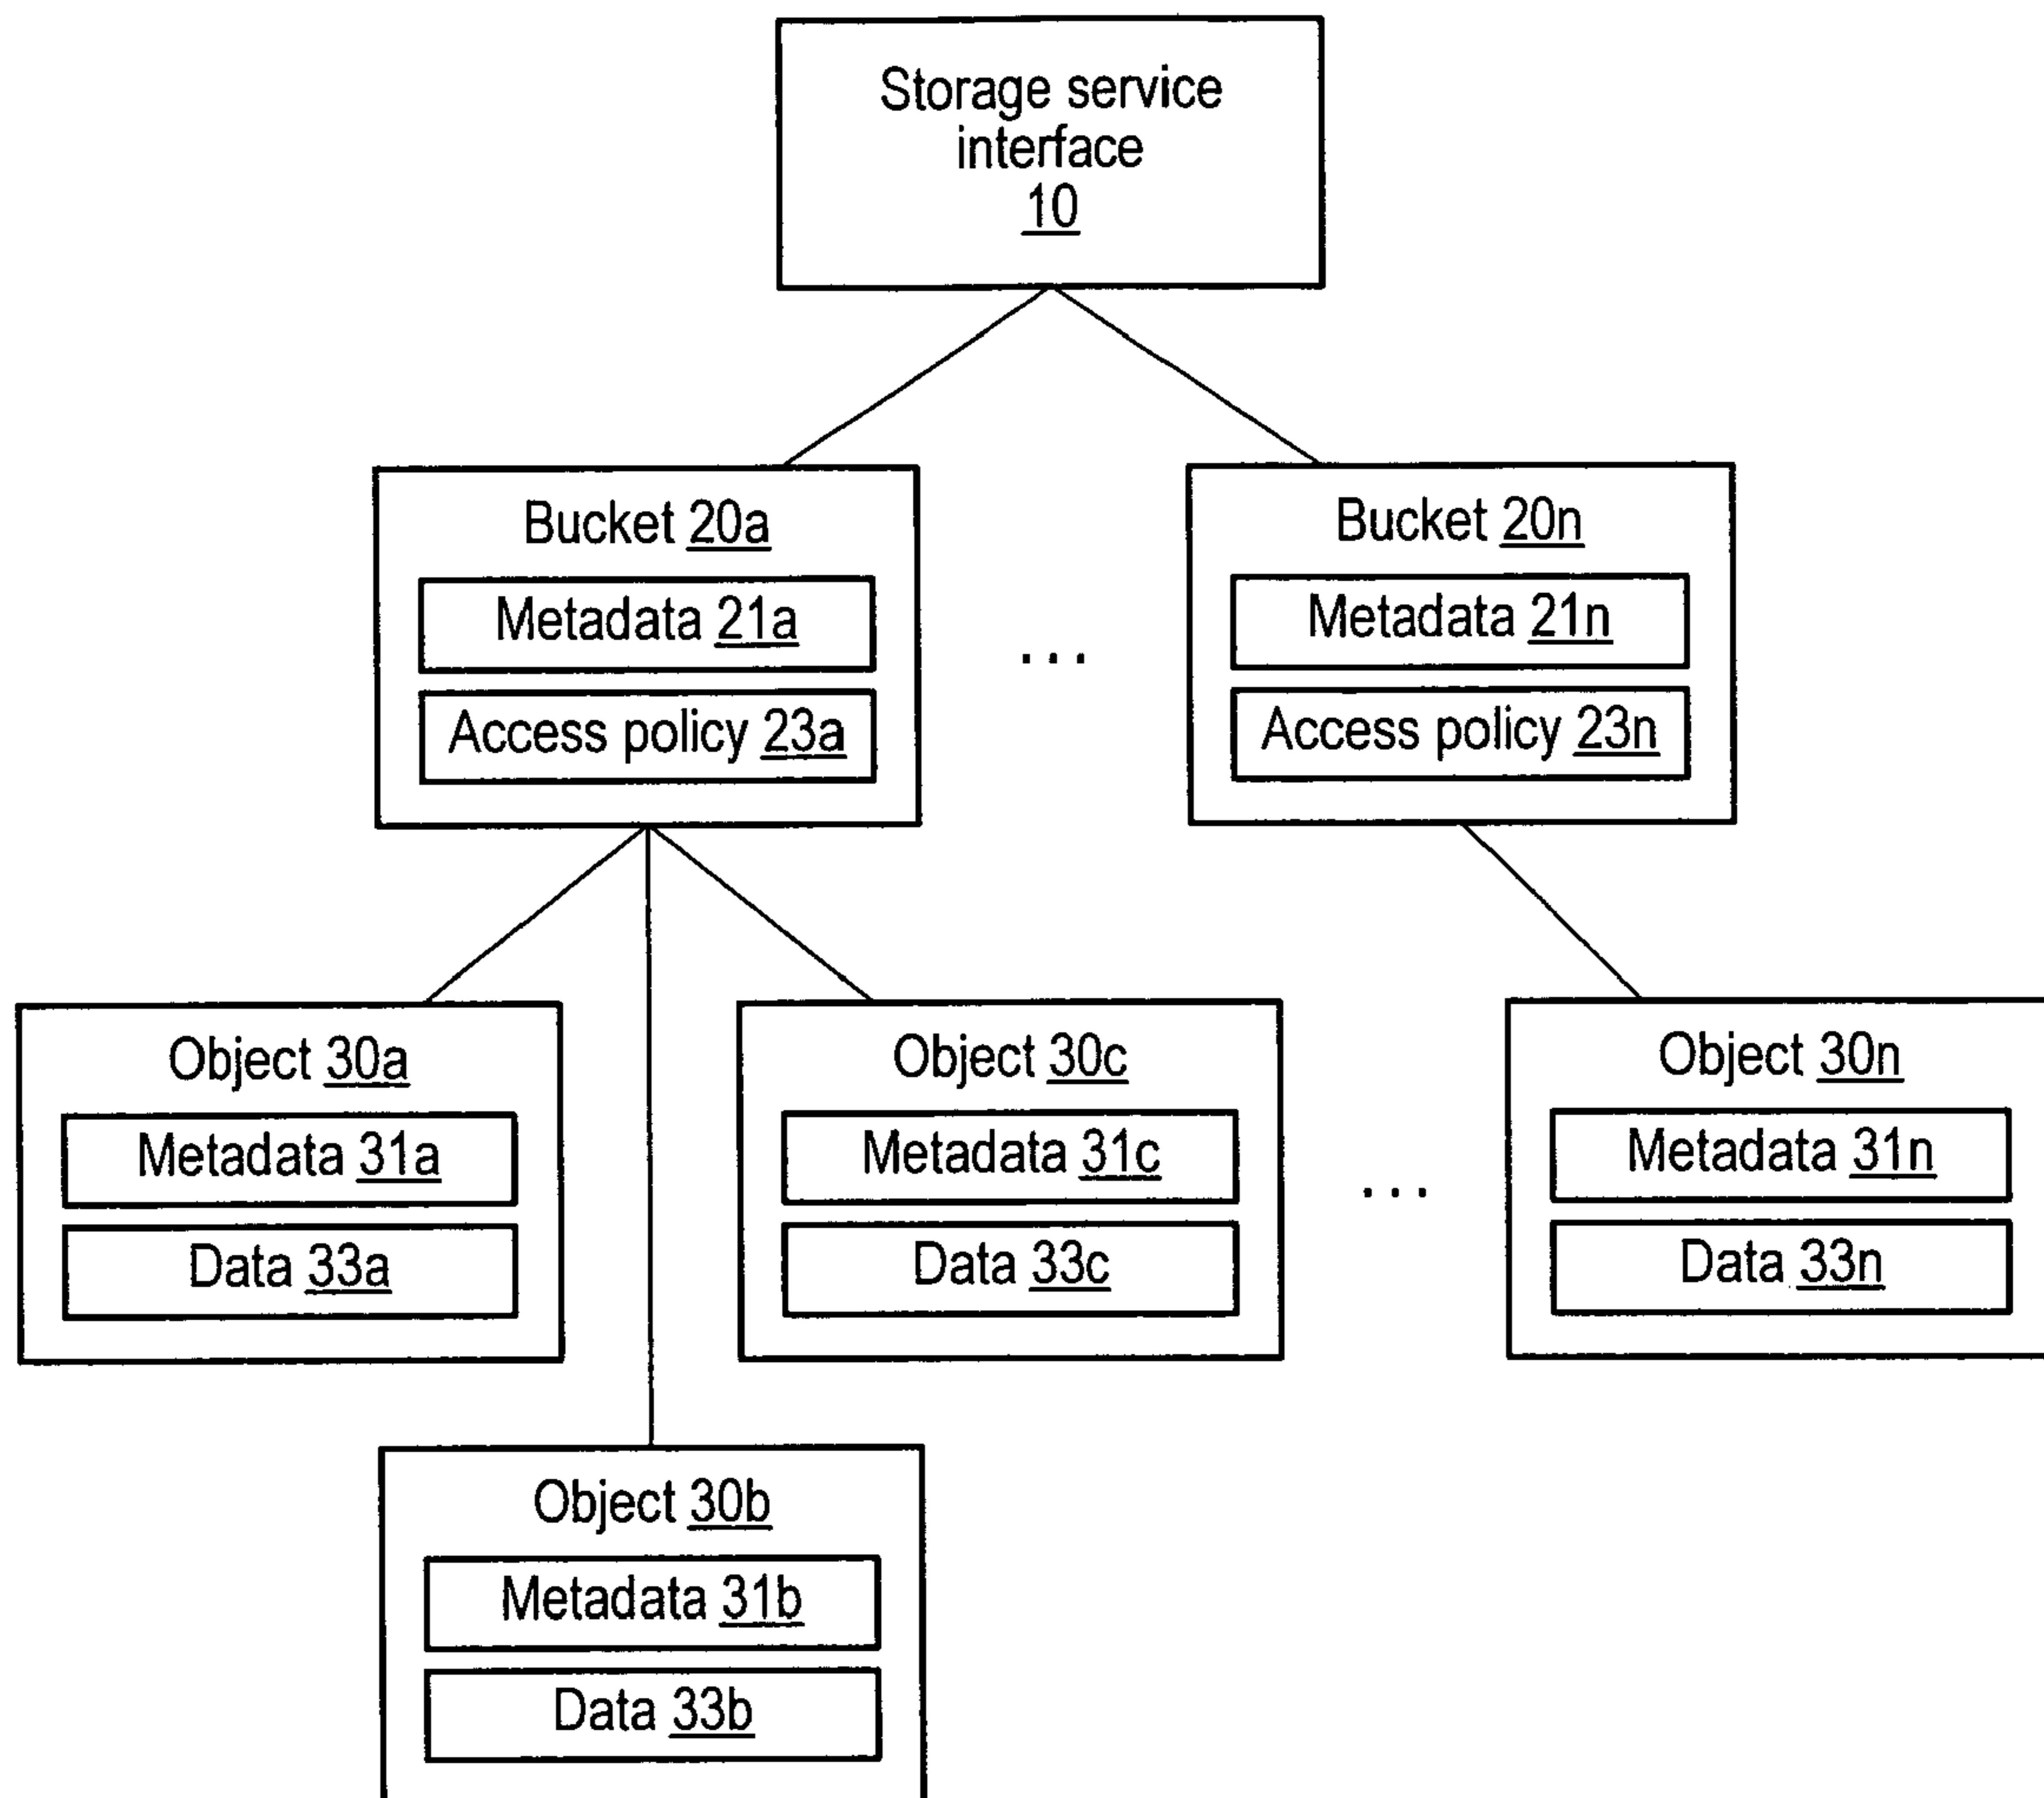 Storage service
interface
10
Bucket 20a
Metadata 21a
Access policy 23a
...
Bucket 20n
Metadata 21n
Access policy 23n
Object 30a
Metadata 31a
Data 33a
Object 30c
Metadata 31c
Data 33c
...
Object 30n
Metadata 31n
Data 33n
Object 30b
Metadata 31b
Data 33b